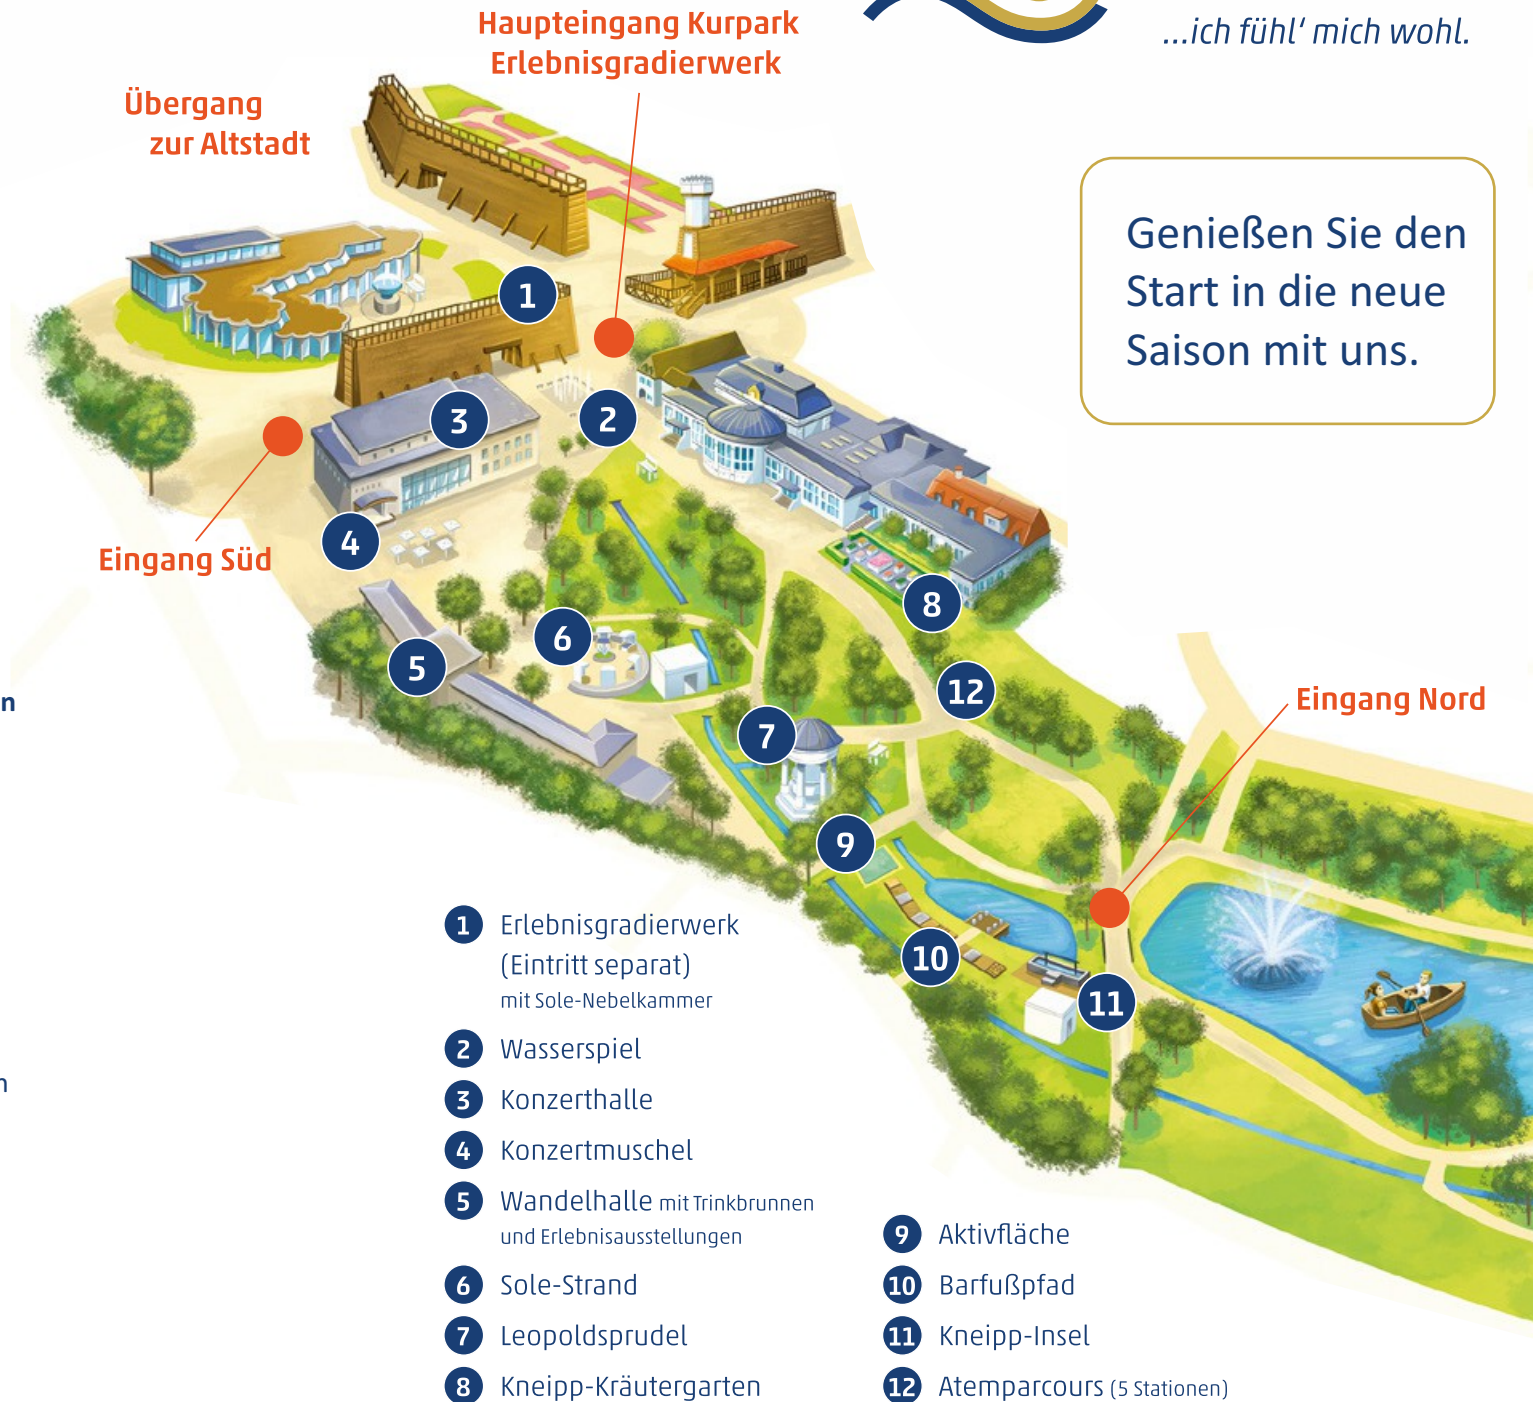 ...ich fühl‘ mich wohl.
Haupteingang Kurpark
Erlebnisgradierwerk
Übergang
zur Altstadt
Genießen Sie den
Start in die neue
Saison mit uns.
1
2
3
Eingang Süd
4
8
6
5
12
Eingang Nord
n
7
9
10
11
1 Erlebnisgradierwerk
(Eintritt separat)
mit Sole-Nebelkammer
2 Wasserspiel
n
3 Konzerthalle
4 Konzertmuschel
5 Wandelhalle mit Trinkbrunnen
und Erlebnisausstellungen
6 Sole-Strand
7 Leopoldsprudel
8 Kneipp-Kräutergarten
9 Aktivfläche
10 Barfußpfad
11 Kneipp-Insel
12 Atemparcours (5 Stationen)